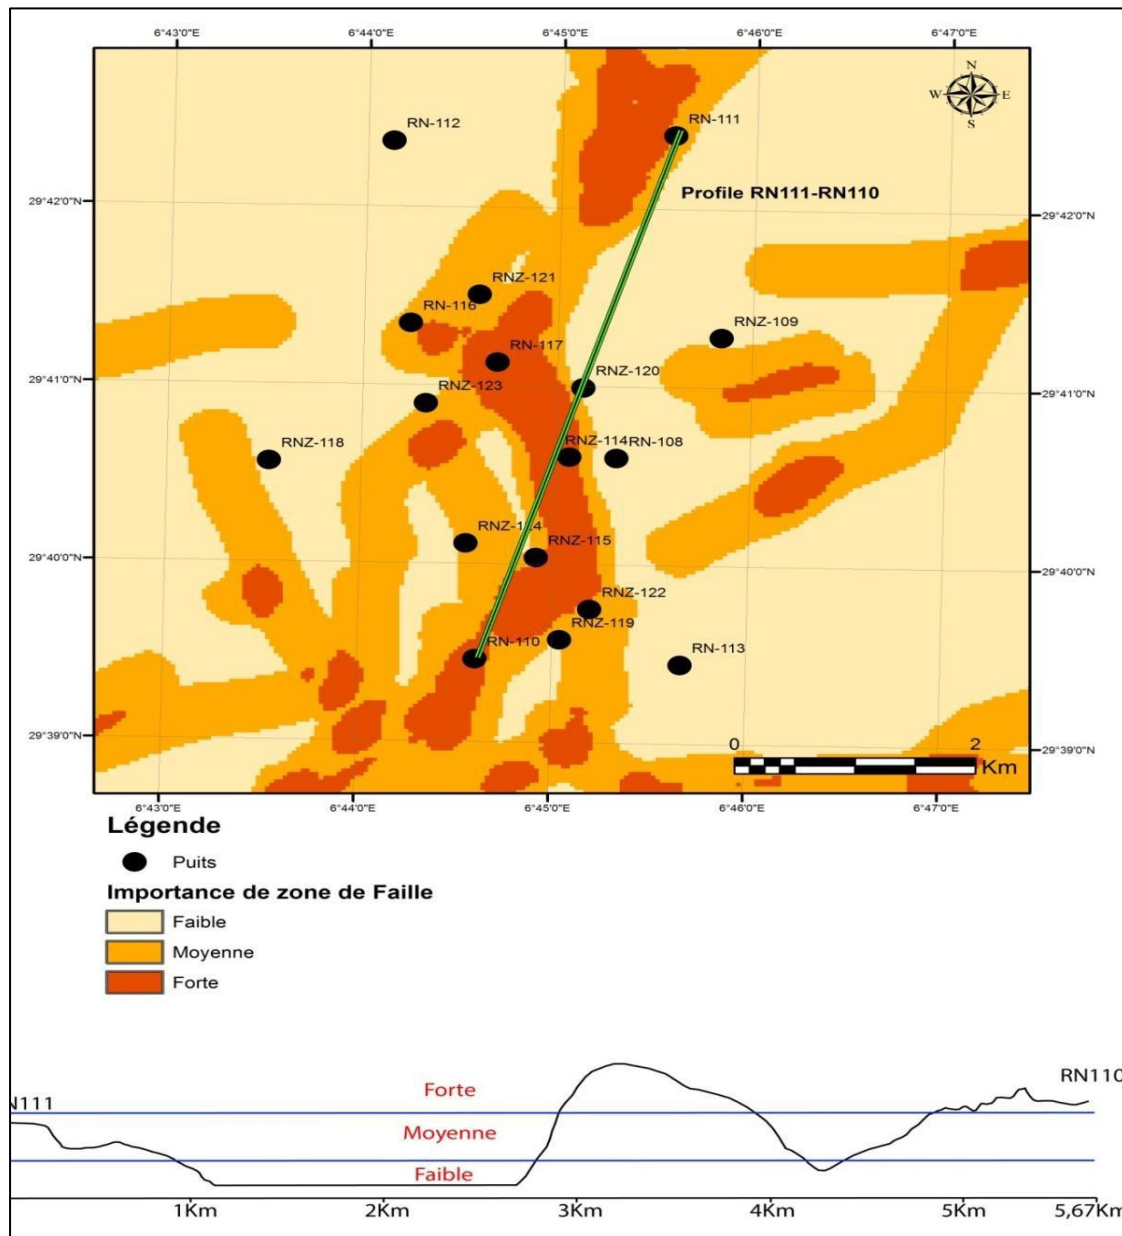 6°43'0"E 6°44'0"E 6°45'0"E 6°46'0"E 6°47'0"E
N
W E
S
RN-112
RN-111
Profile RN111-RN110
29°42'0"N
29°42'0"N
RNZ-121
RN-116
RNZ-109
RN-117
29°41'0"N
RNZ-123
RNZ-120
29°41'0"N
RNZ-118
RNZ-114
RN-108
RNZ-124
29°40'0"N
RNZ-115
29°40'0"N
RNZ-122
RNZ-119
RN-110
RN-113
29°39'0"N
0 2
Km
29°39'0"N
6°43'0"E 6°44'0"E 6°45'0"E 6°46'0"E 6°47'0"E
Légende
Puits
Importance de zone de Faille
Faible
Moyenne
Forte
RN110
Forte
N111
Moyenne
Faible
1Km 2Km 3Km 4Km 5Km 5,67Km